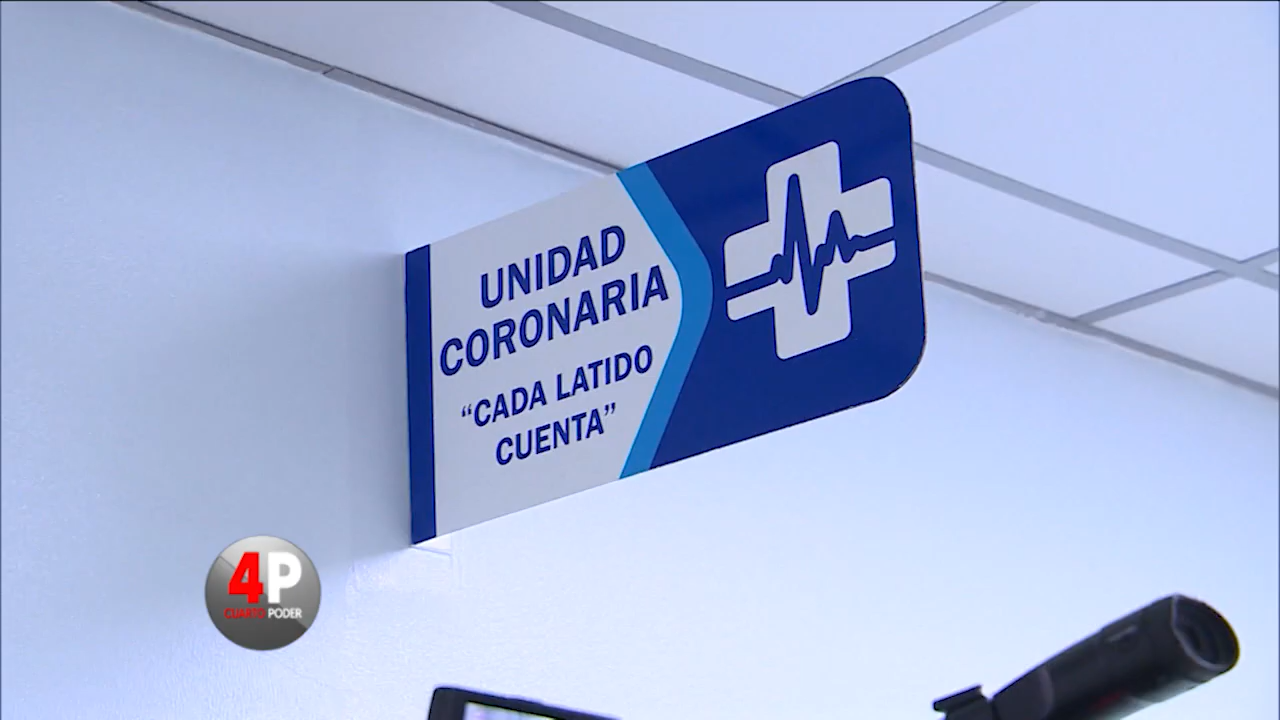 UNIDAD
CORONARIA
“CADA LATIDO
CUENTA”
4P
CUARTO PODER